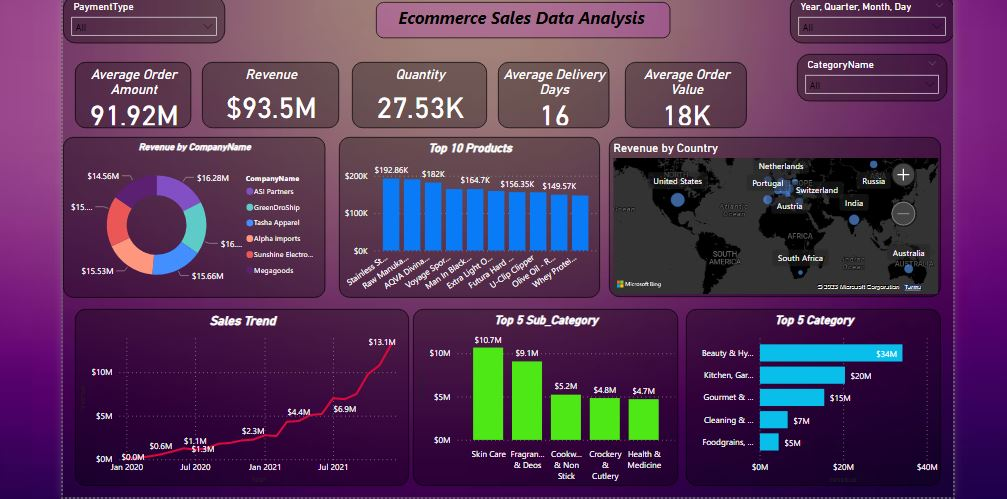 PaymentType
All
Ecommerce Sales Data Analysis
Year, Quarter, Month, Day
All
CategoryName
All
Average Order
Amount
91.92M
Revenue
$93.5M
Quantity
27.53K
Average Delivery
Days
16
Average Order
Value
18K
Revenue by CompanyName
$14.56M
$16.28M
$15....
$16....
$15.53M
$15.66M
CompanyName
ASI Partners
GreenDroShip
Tasha Apparel
Alpha Imports
Sunshine Electro...
Megagoods
Top 10 Products
$200K
$100K
$0K
$192.86K
$182K
$164.7K
$156.35K
$149.57K
Stainless St...
Raw Manuka...
AQVA Divina...
Voyage Spor...
Man In Black...
Extra Light O...
Futura Hard ...
U-Clip Clipper
Olive Oil - R...
Whey Protei...
Revenue by Country
Netherlands
United States
Portugal
Switzerland
Russia
Austria
India
Atlantic
Ocean
AFRICA
SOUTH
AMERICA
South Africa
Indian
Ocean
Australia
AUSTRALIA
Microsoft Bing
© 2023 Microsoft Corporation Terms
Sales Trend
$10M
$5M
$0M
$0.0M
$0.6M
$1.1M
$1.3M
$2.3M
$4.4M
$6.9M
$13.1M
Jan 2020
Jul 2020
Jan 2021
Jul 2021
Top 5 Sub_Category
$10M
$5M
$0M
$10.7M
$9.1M
$5.2M
$4.8M
$4.7M
Skin Care
Fragran...
& Deos
Cookw...
& Non
Stick
Crockery
&
Cutlery
Health &
Medicine
Top 5 Category
Beauty & Hy...
$34M
Kitchen, Gar...
$20M
Gourmet & ...
$15M
Cleaning & ...
$7M
Foodgrains, ...
$5M
$0M
$20M
$40M